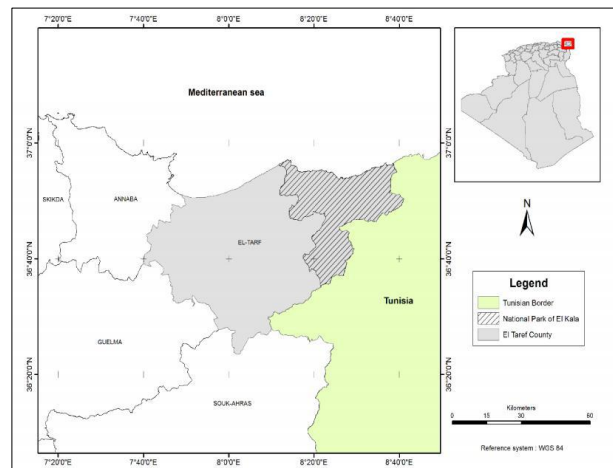 7°20'0"E
7°40'0"E
8°0'0"E
8°20'0"E
8°40'0"E
Mediterranean sea
37°0'0"N
37°0'0"N
SKIKDA
ANNABA
EL-TARF
36°40'0"N
36°40'0"N
Tunisia
GUELMA
36°20'0"N
36°20'0"N
SOUK-AHRAS
7°20'0"E
7°40'0"E
8°0'0"E
8°20'0"E
8°40'0"E
N
Legend
Tunisian Border
National Park of El Kala
El Taref County
Kilometers
0 15 30 60
Reference system : WGS 84